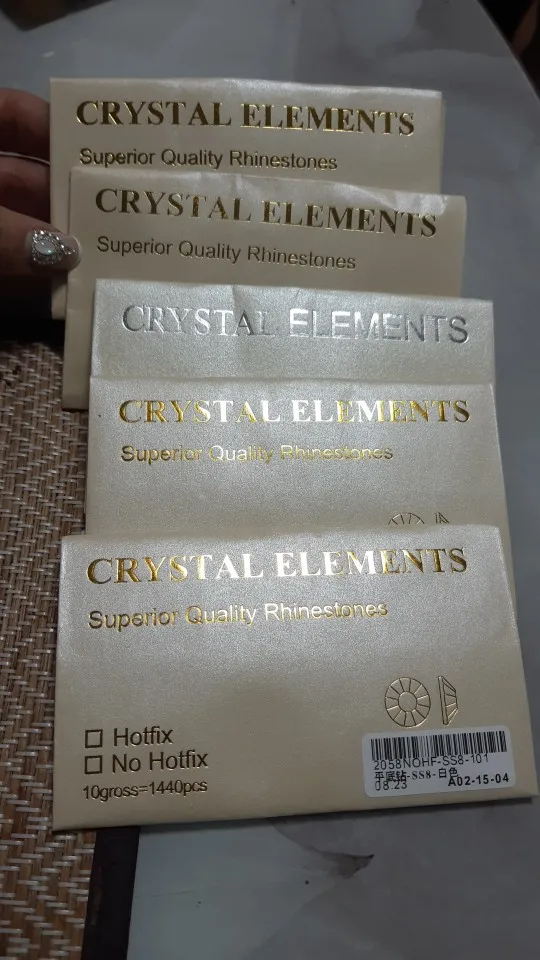 CRYSTAL ELEMENTS
Superior Quality Rhinestones
CRYSTAL ELEMENTS
Superior Quality Rhinestones
CRYSTAL ELEMENTS
CRYSTAL ELEMENTS
Superior Quality Rhinestones
CRYSTAL ELEMENTS
Superior Quality Rhinestones
Hotfix
No Hotfix
10gross=1440pcs
2058NOHF-SS8-101
平底钻-SS8-白色
08.23 A02-15-04